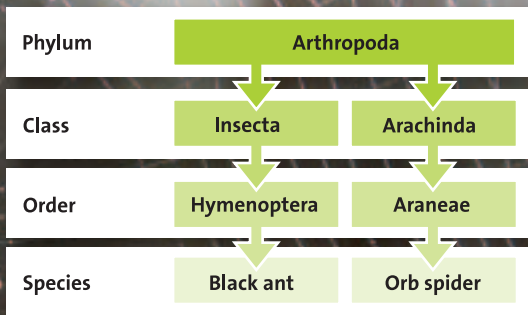 Phylum Arthropoda
Class Insecta Arachinda
Order Hymenoptera Araneae
Species Black ant Orb spider